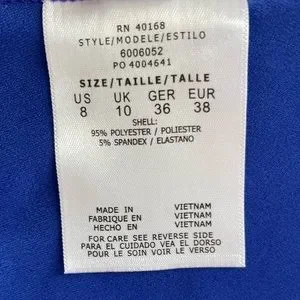 RN 40168
STYLE/MODELE/ESTILO
6006052
PO 4004641
SIZE/TAILLE/TALLE
US UK GER EUR
8 10 36 38
SHELL:
95% POLYESTER / POLIESTER
5% SPANDEX / ELASTANO
MADE IN VIETNAM
FABRIQUE EN VIETNAM
HECHO EN VIETNAM
FOR CARE SEE REVERSE SIDE
PARA EL CUIDADO VEA EL DORSO
POUR LE SOIN VOIR LE VERSO